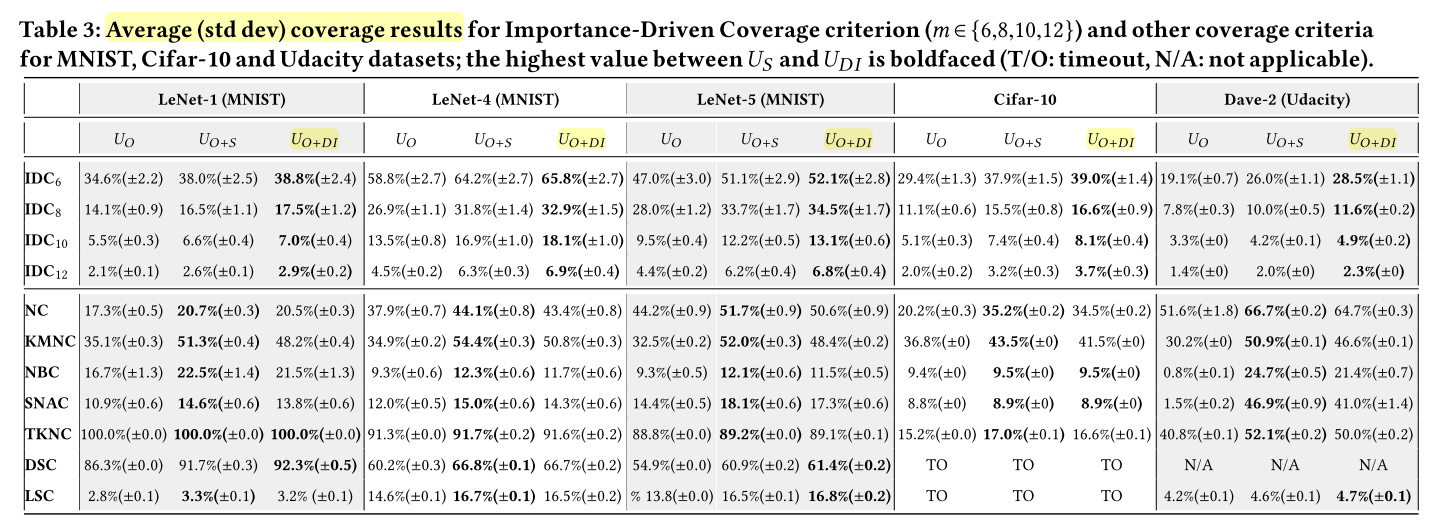 Table 3: Average (std dev) coverage results for Importance-Driven Coverage criterion (m∈{6,8,10,12}) and other coverage criteria
for MNIST, Cifar-10 and Udacity datasets; the highest value between U_S and U_DI is boldfaced (T/O: timeout, N/A: not applicable).
LeNet-1 (MNIST) LeNet-4 (MNIST) LeNet-5 (MNIST) Cifar-10 Dave-2 (Udacity)
U_O U_O+S U_O+DI U_O U_O+S U_O+DI U_O U_O+S U_O+DI U_O U_O+S U_O+DI U_O U_O+S U_O+DI
IDC6 34.6%(±2.2) 38.0%(±2.5) 38.8%(±2.4) 58.8%(±2.7) 64.2%(±2.7) 65.8%(±2.7) 47.0%(±3.0) 51.1%(±2.9) 52.1%(±2.8) 29.4%(±1.3) 37.9%(±1.5) 39.0%(±1.4) 19.1%(±0.7) 26.0%(±1.1) 28.5%(±1.1)
IDC8 14.1%(±0.9) 16.5%(±1.1) 17.5%(±1.2) 26.9%(±1.1) 31.8%(±1.4) 32.9%(±1.5) 28.0%(±1.2) 33.7%(±1.7) 34.5%(±1.7) 11.1%(±0.6) 15.5%(±0.8) 16.6%(±0.9) 7.8%(±0.3) 10.0%(±0.5) 11.6%(±0.2)
IDC10 5.5%(±0.3) 6.6%(±0.4) 7.0%(±0.4) 13.5%(±0.8) 16.9%(±1.0) 18.1%(±1.0) 9.5%(±0.4) 12.2%(±0.5) 13.1%(±0.6) 5.1%(±0.3) 7.4%(±0.4) 8.1%(±0.4) 3.3%(±0) 4.2%(±0.1) 4.9%(±0.2)
IDC12 2.1%(±0.1) 2.6%(±0.1) 2.9%(±0.2) 4.5%(±0.2) 6.3%(±0.3) 6.9%(±0.4) 4.4%(±0.2) 6.2%(±0.4) 6.8%(±0.4) 2.0%(±0.2) 3.2%(±0.3) 3.7%(±0.3) 1.4%(±0) 2.0%(±0) 2.3%(±0)
NC 17.3%(±0.5) 20.7%(±0.3) 20.5%(±0.3) 37.9%(±0.7) 44.1%(±0.8) 43.4%(±0.8) 44.2%(±0.9) 51.7%(±0.9) 50.6%(±0.9) 20.2%(±0.3) 35.2%(±0.2) 34.5%(±0.2) 51.6%(±1.8) 66.7%(±0.2) 64.7%(±0.3)
KMNC 35.1%(±0.3) 51.3%(±0.4) 48.2%(±0.4) 34.9%(±0.2) 54.4%(±0.3) 50.8%(±0.3) 32.5%(±0.2) 52.0%(±0.3) 48.4%(±0.2) 36.8%(±0) 43.5%(±0) 41.5%(±0) 30.2%(±0) 50.9%(±0.1) 46.6%(±0.1)
NBC 16.7%(±1.3) 22.5%(±1.4) 21.5%(±1.3) 9.3%(±0.6) 12.3%(±0.6) 11.7%(±0.6) 9.3%(±0.5) 12.1%(±0.6) 11.5%(±0.5) 9.4%(±0) 9.5%(±0) 9.5%(±0) 0.8%(±0.1) 24.7%(±0.5) 21.4%(±0.7)
SNAC 10.9%(±0.6) 14.6%(±0.6) 13.8%(±0.6) 12.0%(±0.5) 15.0%(±0.6) 14.3%(±0.6) 14.4%(±0.5) 18.1%(±0.6) 17.3%(±0.6) 8.8%(±0) 8.9%(±0) 8.9%(±0) 1.5%(±0.2) 46.9%(±0.9) 41.0%(±1.4)
TKNC 100.0%(±0.0) 100.0%(±0.0) 100.0%(±0.0) 91.3%(±0.0) 91.7%(±0.2) 91.6%(±0.2) 88.8%(±0.0) 89.2%(±0.0) 89.1%(±0.1) 15.2%(±0.0) 17.0%(±0.1) 16.6%(±0.1) 40.8%(±0.1) 52.1%(±0.2) 50.0%(±0.2)
DSC 86.3%(±0.0) 91.7%(±0.3) 92.3%(±0.5) 60.2%(±0.3) 66.8%(±0.1) 66.7%(±0.2) 54.9%(±0.0) 60.9%(±0.2) 61.4%(±0.2) TO TO TO N/A N/A N/A
LSC 2.8%(±0.1) 3.3%(±0.1) 3.2% (±0.1) 14.6%(±0.1) 16.7%(±0.1) 16.5%(±0.2) % 13.8(±0.0) 16.5%(±0.1) 16.8%(±0.2) TO TO TO 4.2%(±0.1) 4.6%(±0.1) 4.7%(±0.1)